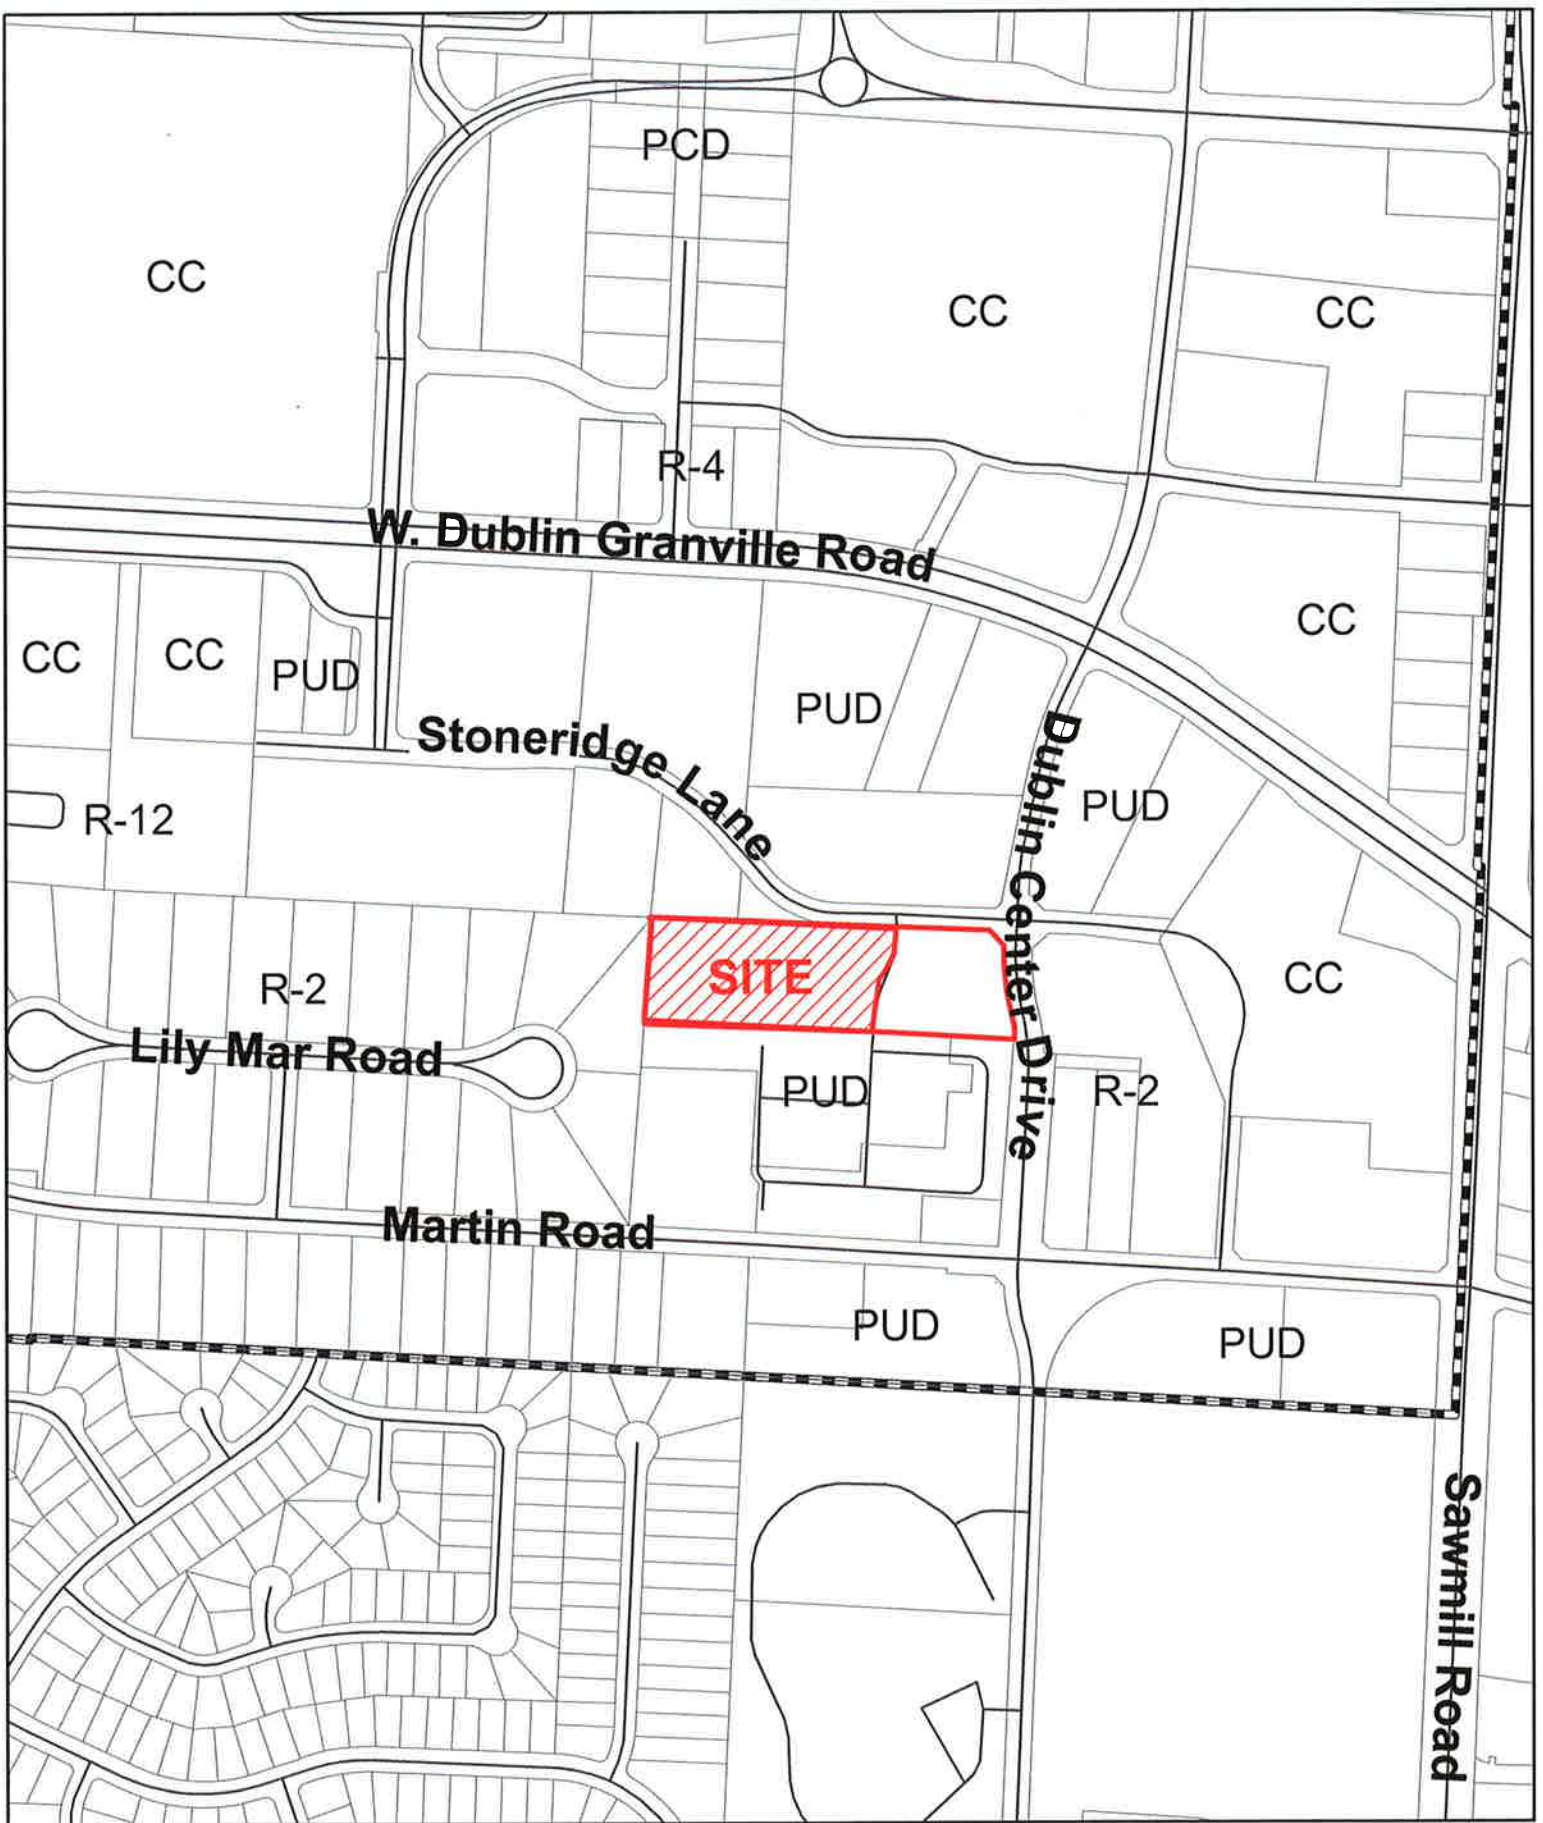 PCD
CC
CC
CC
R-4
W. Dublin Granville Road
CC
CC
CC
PUD
PUD
Stoneridge Lane
Dublin Center Drive
PUD
R-12
SITE
R-2
CC
Lily Mar Road
PUD
R-2
Martin Road
PUD
PUD
Sawmill Road